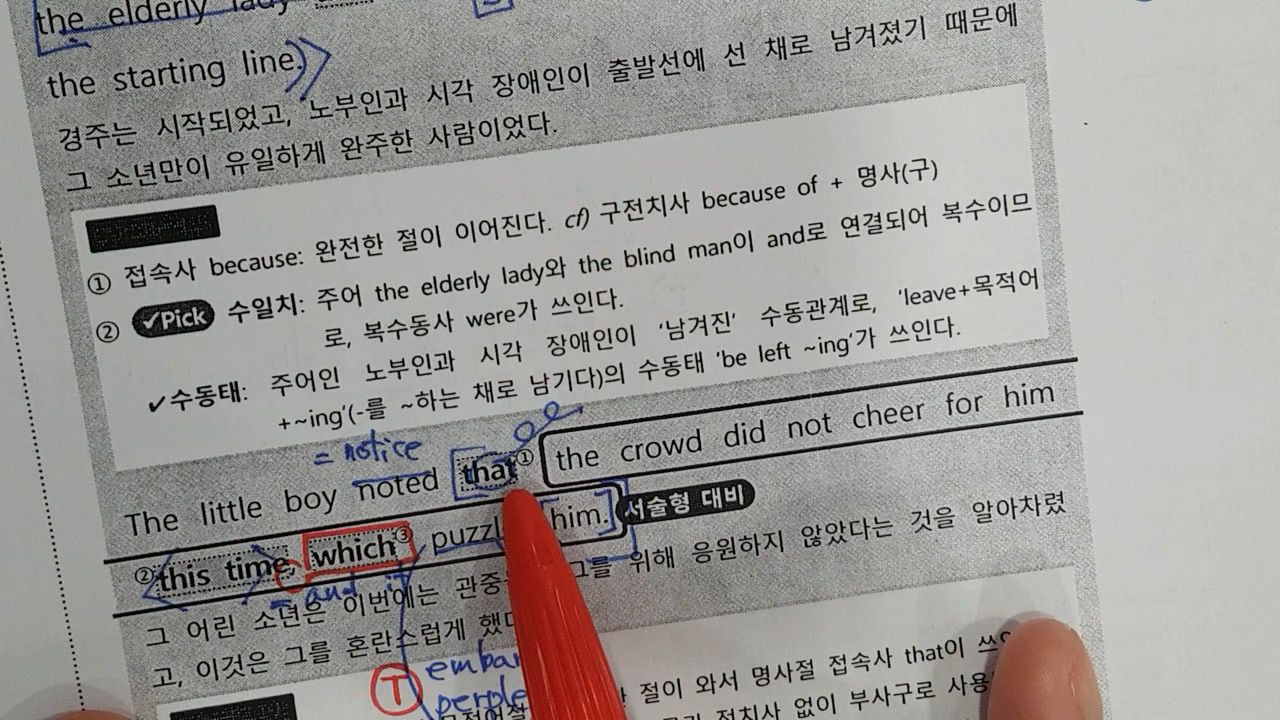 the elderly lady
the starting line)
경주는 시작되었고, 노부인과 시각 장애인이 출발선에 선 채로 남겨졌기 때문에
그 소년만이 유일하게 완주한 사람이었다.
① 접속사 because: 완전한 절이 이어진다. cf) 구전치사 because of + 명사(구)
② ✓Pick 수일치: 주어 the elderly lady와 the blind man이 and로 연결되어 복수이므
로, 복수동사 were가 쓰인다.
✓수동태: 주어인 노부인과 시각 장애인이 '남겨진' 수동관계로, 'leave+목적어
+~ing'(-를 ~하는 채로 남기다)의 수동태 'be left ~ing'가 쓰인다.
= notice
The little boy noted that① the crowd did not cheer for him
②this time, which③ him. 서술형 대비
= and it
그 어린 소년은 이번에는 그를 위해 응원하지 않았다는 것을 알아차렸
고, 이것은 그를 혼란스럽게
T
절이 와서 명사절 접속사 that이
전치사 없이 부사구로